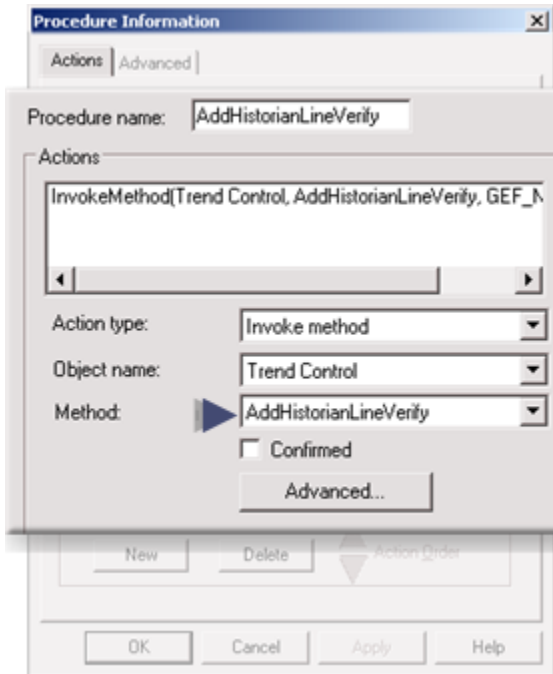 Procedure Information
Actions Advanced
Procedure name: AddHistorianLineVerify
Actions
InvokeMethod(Trend Control, AddHistorianLineVerify, GEF_N
Action type: Invoke method
Object name: Trend Control
Method: AddHistorianLineVerify
Confirmed
Advanced...
New Delete Action Order
OK Cancel Apply Help